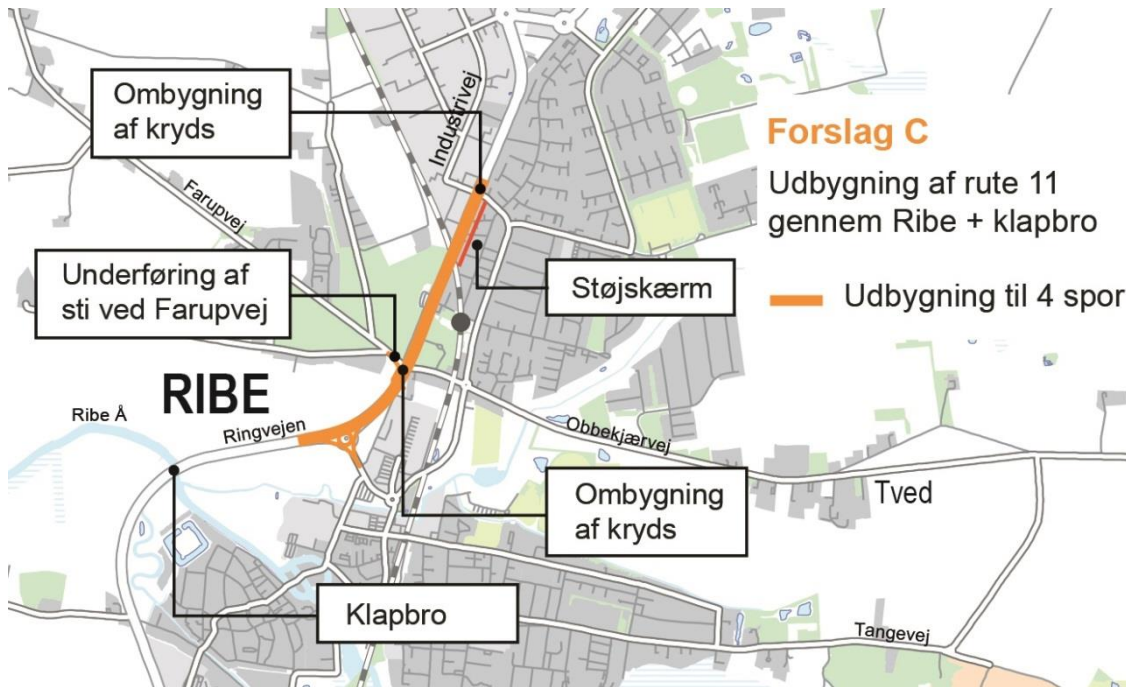 Ombygning
af kryds
Industrivej
Forslag C
Udbygning af rute 11
gennem Ribe + klapbro
Udbygning til 4 spor
Farupvej
Underføring af
sti ved Farupvej
Støjskærm
RIBE
Ribe Å
Ringvejen
Obbekjærvej
Tved
Ombygning
af kryds
Klapbro
Tangevej